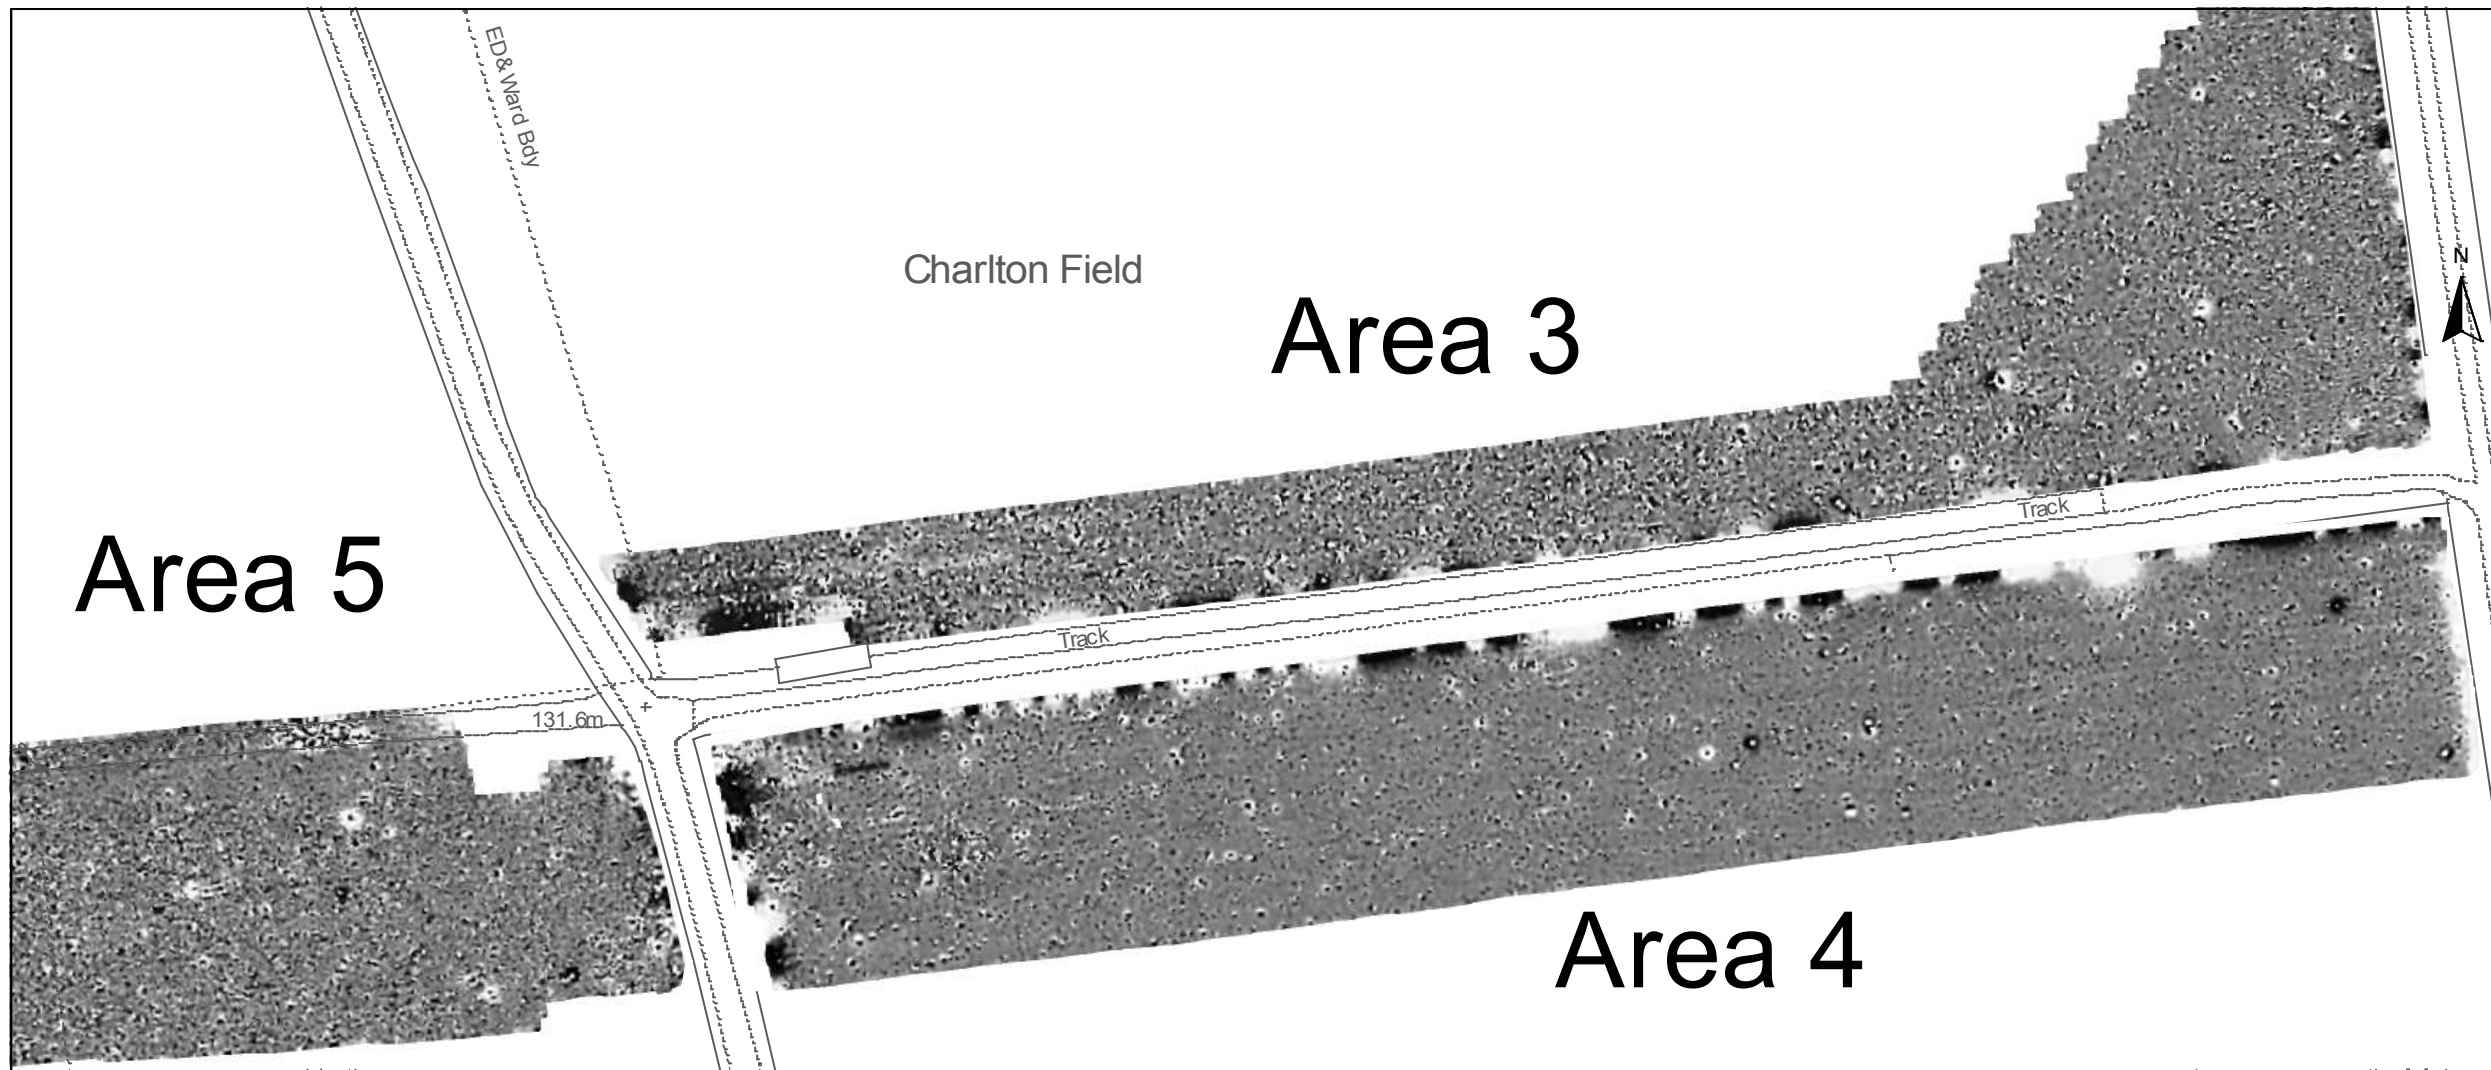 ED& Ward Bdy
Charlton Field
N
Area 3
Track
Area 5
Track
131.6m
Area 4